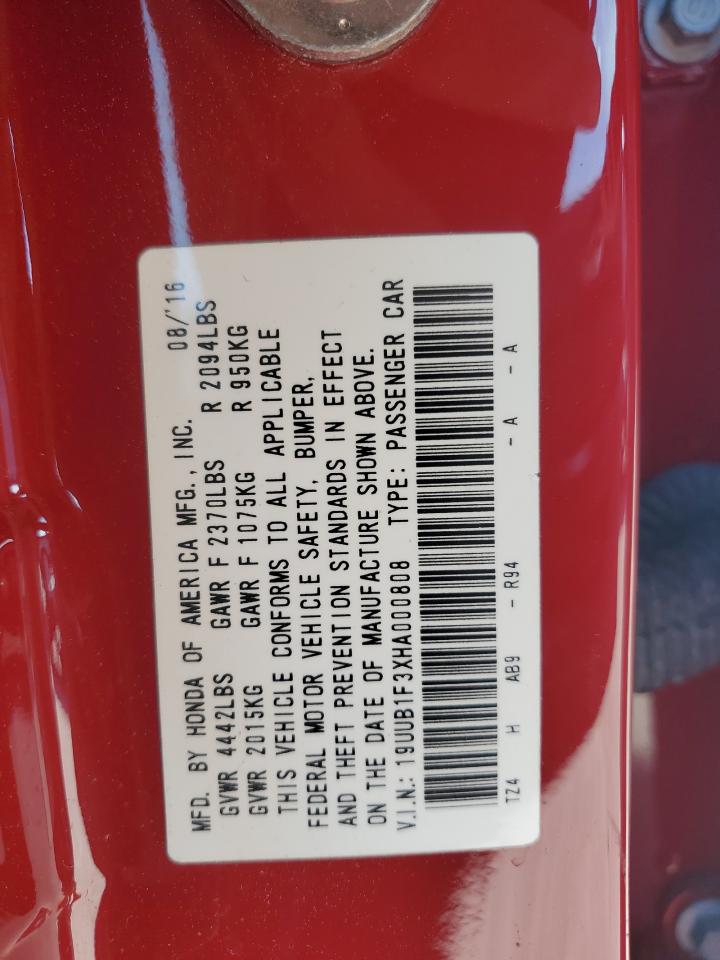 MFD. BY HONDA OF AMERICA MFG., INC. 08/'16
GVWR 4442LBS GAWR F 2370LBS R 2094LBS
GVWR 2015KG GAWR F 1075KG R 950KG
THIS VEHICLE CONFORMS TO ALL APPLICABLE
FEDERAL MOTOR VEHICLE SAFETY, BUMPER,
AND THEFT PREVENTION STANDARDS IN EFFECT
ON THE DATE OF MANUFACTURE SHOWN ABOVE.
V.I.N.: 19UUB1F3XHA000808 TYPE: PASSENGER CAR
TZ4 H AB9 - R94 - A - A